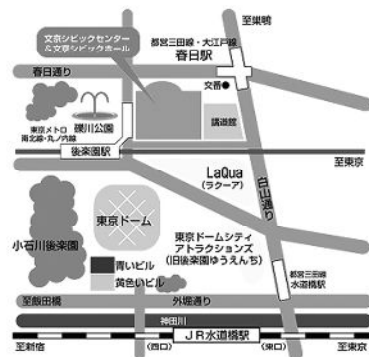 至巣鴨
文京シビックセンター
&文京シビックホール
都営三田線・大江戸線
春日駅
春日通り
交番
礫川公園
講道館
東京メトロ
南北線・丸ノ内線
後楽園駅
至東京
LaQua
(ラクーア)
白山通り
東京ドーム
小石川後楽園
東京ドームシティ
アトラクションズ
(旧後楽園ゆうえんち)
青いビル
黄色いビル
都営三田線
水道橋駅
至飯田橋
外堀通り
神田川
至新宿
(西口)
JR水道橋駅
(東口)
至東京